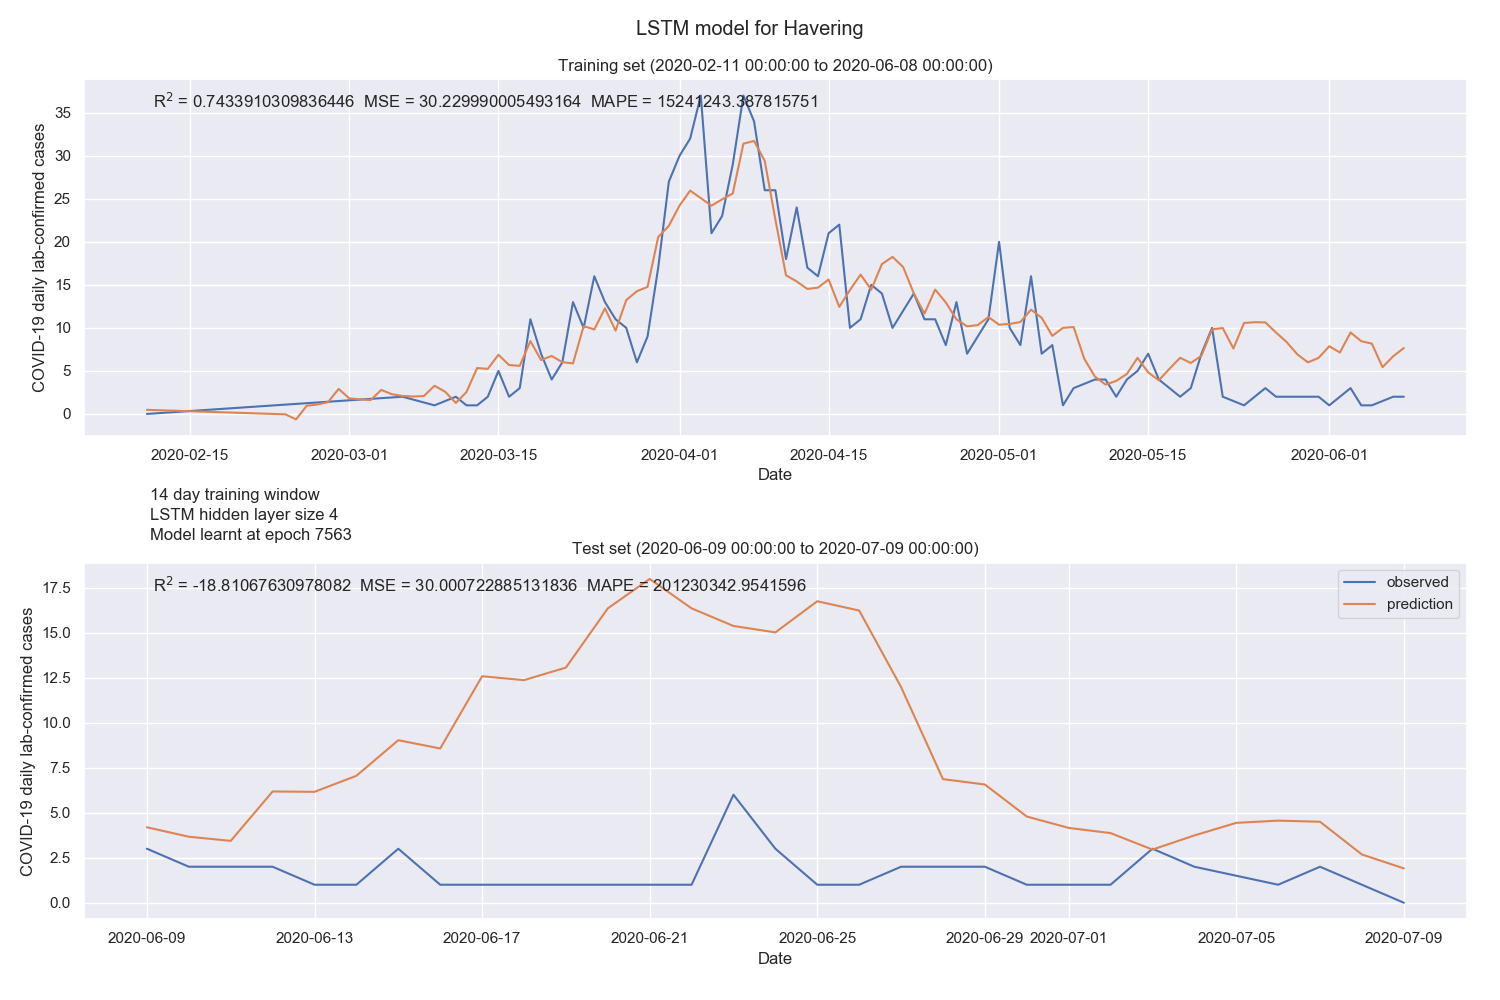 LSTM model for Havering
Training set (2020-02-11 00:00:00 to 2020-06-08 00:00:00)
R² = 0.7433910309836446 MSE = 30.229990005493164 MAPE = 15241243.387815751
COVID-19 daily lab-confirmed cases
35
30
25
20
15
10
5
0
2020-02-15 2020-03-01 2020-03-15 2020-04-01 2020-04-15 2020-05-01 2020-05-15 2020-06-01
Date
14 day training window
LSTM hidden layer size 4
Model learnt at epoch 7563
Test set (2020-06-09 00:00:00 to 2020-07-09 00:00:00)
R² = -18.81067630978082 MSE = 30.000722885131836 MAPE = 201230342.9541596
observed
prediction
COVID-19 daily lab-confirmed cases
17.5
15.0
12.5
10.0
7.5
5.0
2.5
0.0
2020-06-09 2020-06-13 2020-06-17 2020-06-21 2020-06-25 2020-06-29 2020-07-01 2020-07-05 2020-07-09
Date